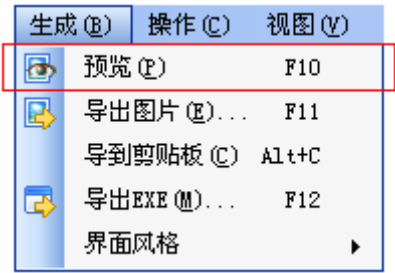 生成(B) 操作(C) 视图(V)
预览(P) F10
导出图片(E)... F11
导到剪贴板(C) Alt+C
导出EXE(M)... F12
界面风格